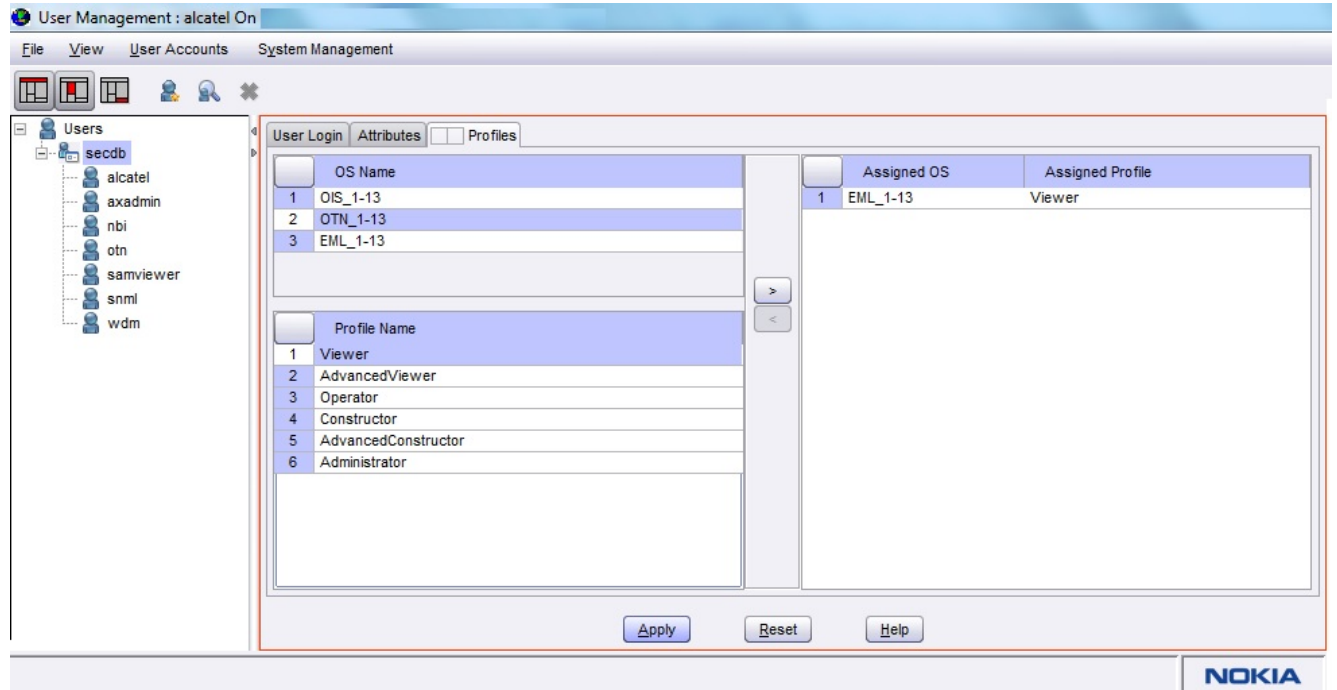 User Management : alcatel On
File View User Accounts System Management
Users
secdb
alcatel
axadmin
nbi
otn
samviewer
snml
wdm
User Login Attributes Profiles
OS Name
1 OIS_1-13
2 OTN_1-13
3 EML_1-13
Profile Name
1 Viewer
2 AdvancedViewer
3 Operator
4 Constructor
5 AdvancedConstructor
6 Administrator
>
<
Assigned OS Assigned Profile
1 EML_1-13 Viewer
Apply Reset Help
NOKIA